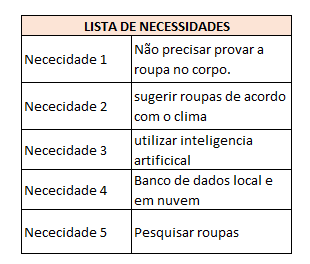 LISTA DE NECESSIDADES
Nececidade 1
Não precisar provar a
roupa no corpo.
Nececidade 2
sugerir roupas de acordo
com o clima
Nececidade 3
utilizar inteligencia
artificical
Nececidade 4
Banco de dados local e
em nuvem
Nececidade 5
Pesquisar roupas